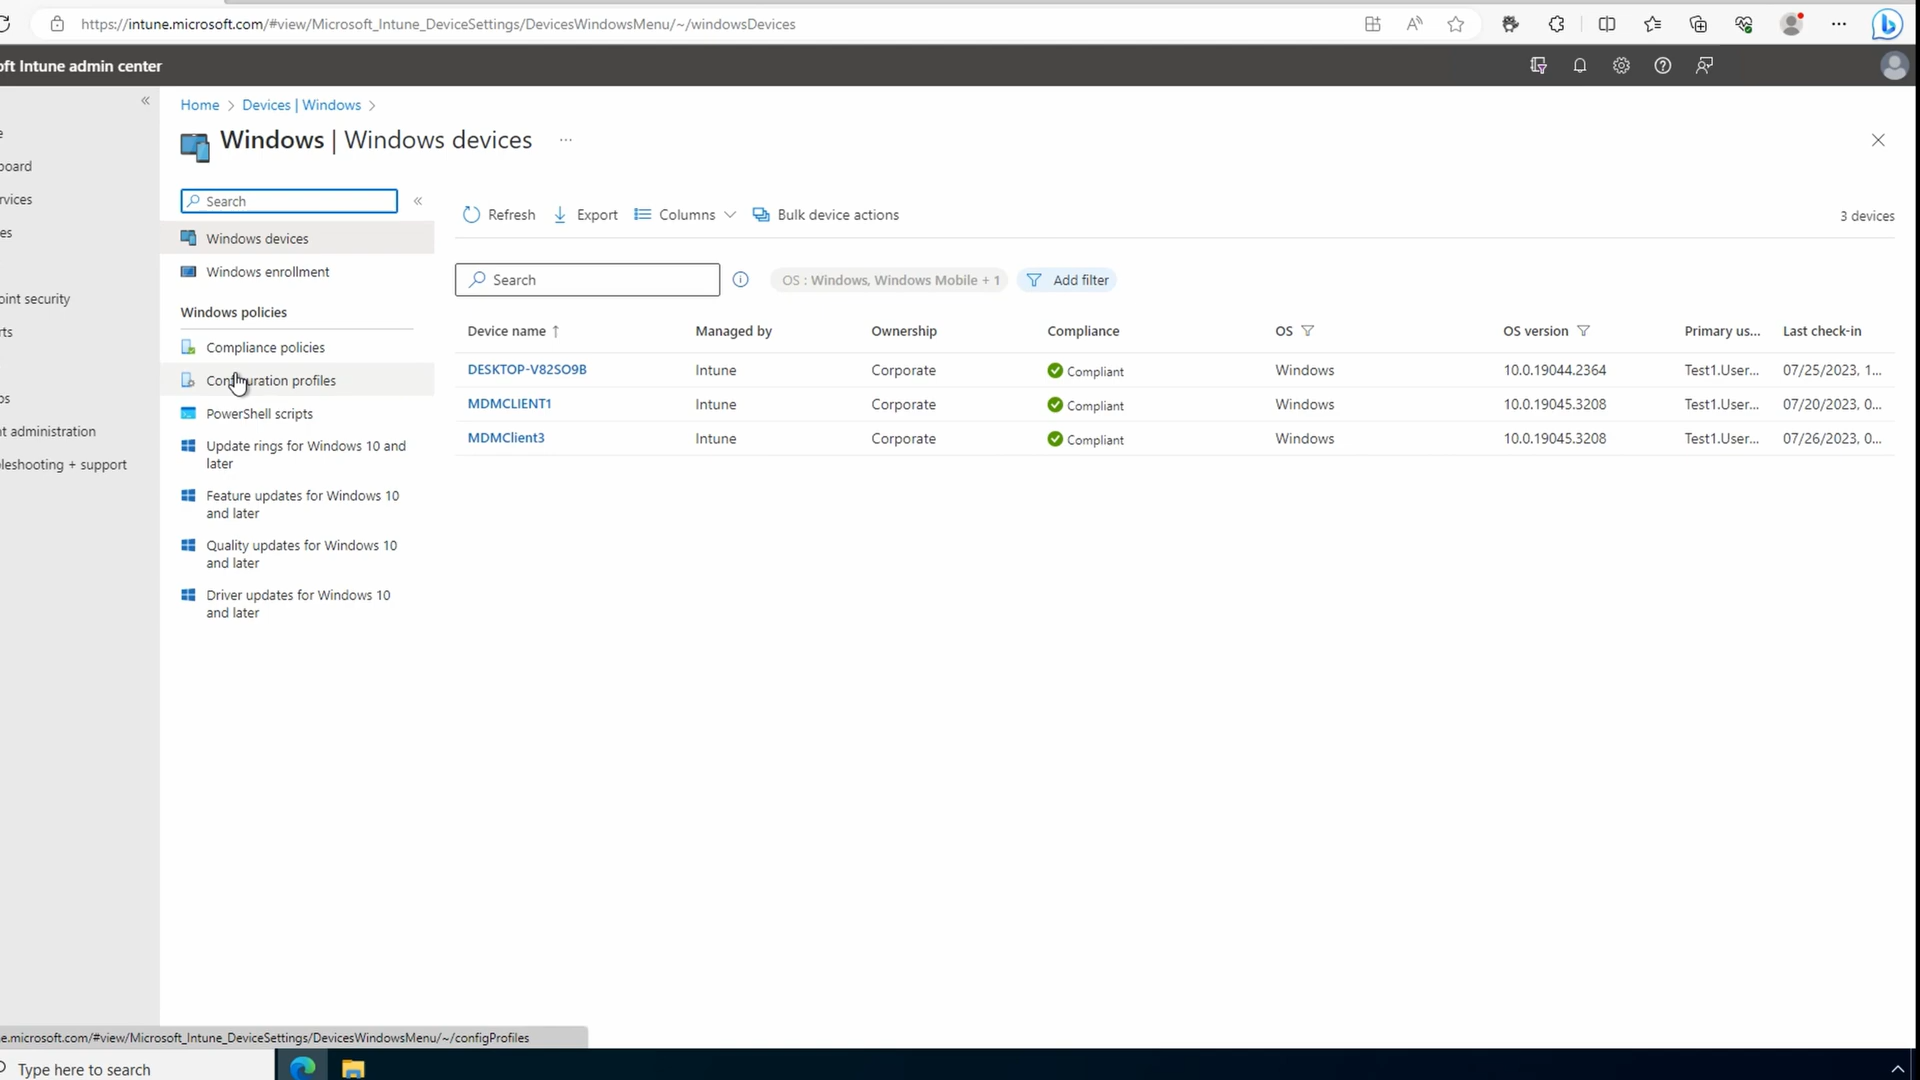 https://intune.microsoft.com/#view/Microsoft_Intune_DeviceSettings/DevicesWindowsMenu/~/windowsDevices
oft Intune admin center
Home > Devices | Windows >
Windows | Windows devices
e
board
rvices
es
oint security
rts
ps
nt administration
leshooting + support
Search
Windows devices
Windows enrollment
Windows policies
Compliance policies
Configuration profiles
PowerShell scripts
Update rings for Windows 10 and
later
Feature updates for Windows 10
and later
Quality updates for Windows 10
and later
Driver updates for Windows 10
and later
Refresh Export Columns Bulk device actions 3 devices
Search OS : Windows, Windows Mobile + 1 Add filter
Device name ↑ Managed by Ownership Compliance OS OS version Primary us... Last check-in
DESKTOP-V82SO9B Intune Corporate Compliant Windows 10.0.19044.2364 Test1.User... 07/25/2023, 1...
MDMCLIENT1 Intune Corporate Compliant Windows 10.0.19045.3208 Test1.User... 07/20/2023, 0...
MDMClient3 Intune Corporate Compliant Windows 10.0.19045.3208 Test1.User... 07/26/2023, 0...
e.microsoft.com/#view/Microsoft_Intune_DeviceSettings/DevicesWindowsMenu/~/configProfiles
Type here to search